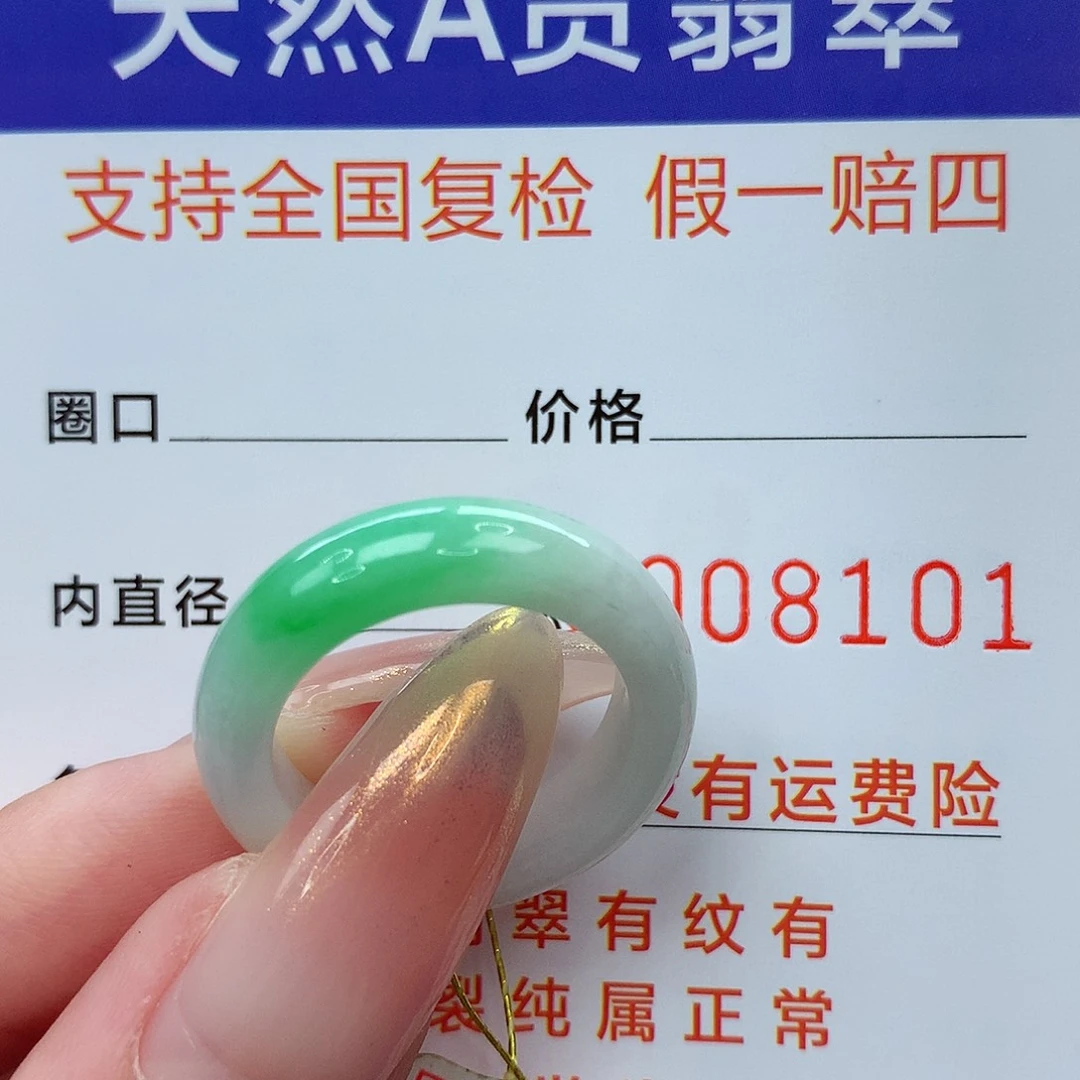 天然A货翡翠
支持全国复检 假一赔四
圈口 价格
内直径
008101
有运费险
翠有纹有
裂纯属正常